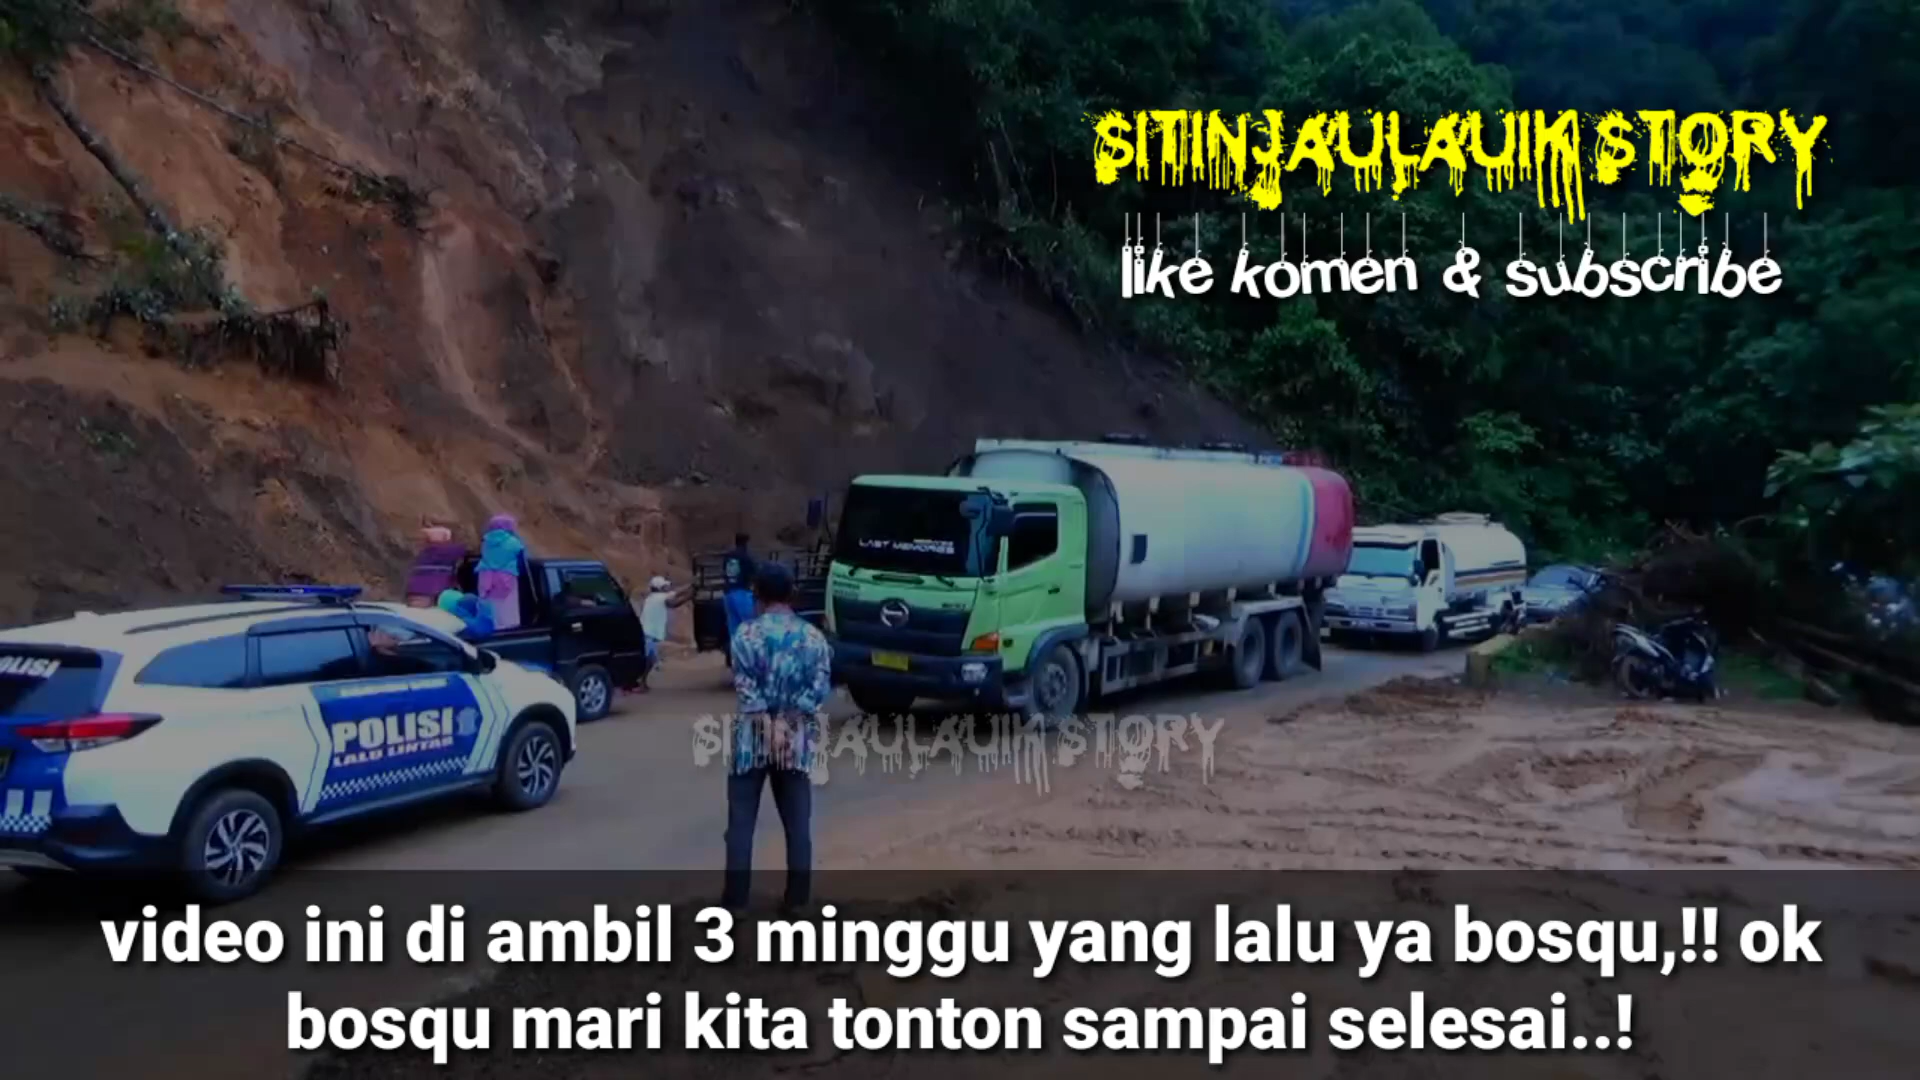 SITINJAULAUIK STORY
like komen & subscribe
LAST MEMORIES
POLISI
POLISI
LALU LINTAS
SITINJAULAUIK STORY
video ini di ambil 3 minggu yang lalu ya bosqu,!! ok
bosqu mari kita tonton sampai selesai..!